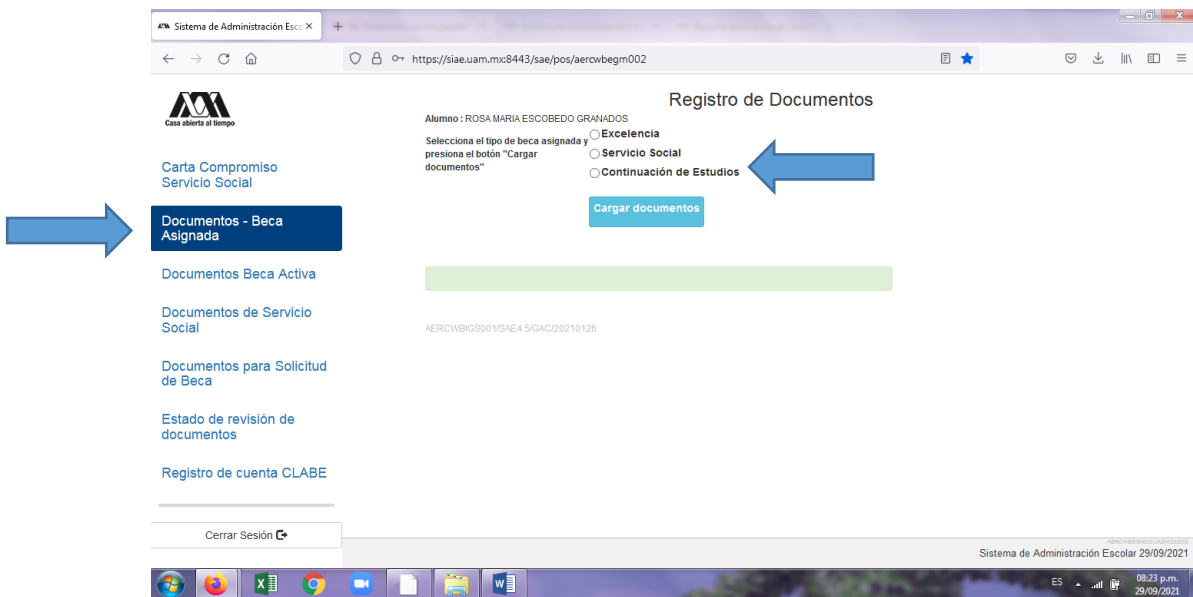 Sistema de Administración Esco
https://siae.uam.mx:8443/sae/pos/aercwbegm002
Casa abierta al tiempo
Carta Compromiso
Servicio Social
Documentos - Beca
Asignada
Documentos Beca Activa
Documentos de Servicio
Social
Documentos para Solicitud
de Beca
Estado de revisión de
documentos
Registro de cuenta CLABE
Cerrar Sesión
Registro de Documentos
Alumno : ROSA MARIA ESCOBEDO GRANADOS
Selecciona el tipo de beca asignada y
presiona el botón "Cargar
documentos"
Excelencia
Servicio Social
Continuación de Estudios
Cargar documentos
AERCWBIGS001/SAE4.5/GAC/20210126
Sistema de Administración Escolar 29/09/2021
ES
08:23 p.m.
29/09/2021